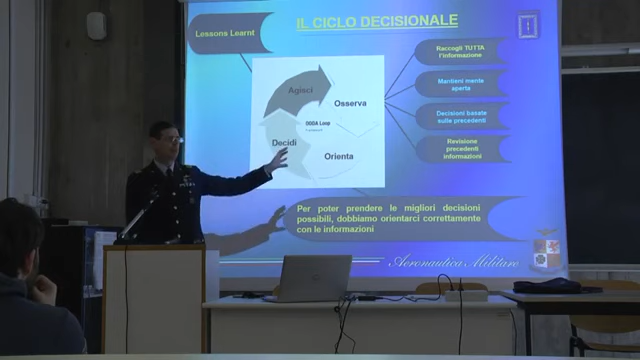 Lessons Learnt
IL CICLO DECISIONALE
Raccogli TUTTA
l'informazione
Mantieni mente
aperta
Decisioni basate
sulle precedenti
Revisione
precedenti
informazioni
Agisci
Osserva
OODA Loop
Decidi
Orienta
Per poter prendere le migliori decisioni
possibili, dobbiamo orientarci correttamente
con le informazioni
Aeronautica Militare